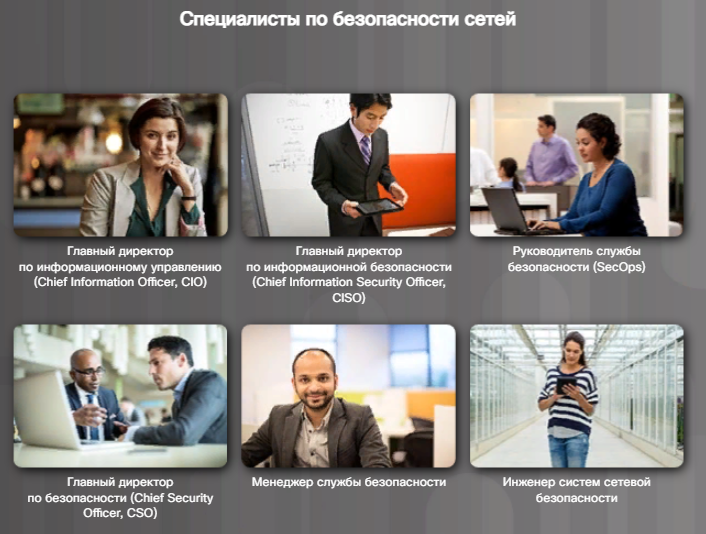 Специалисты по безопасности сетей
Главный директор
по информационному управлению
(Chief Information Officer, CIO)
Главный директор
по информационной безопасности
(Chief Information Security Officer,
CISO)
Руководитель службы
безопасности (SecOps)
Главный директор
по безопасности (Chief Security
Officer, CSO)
Менеджер службы безопасности
Инженер систем сетевой
безопасности